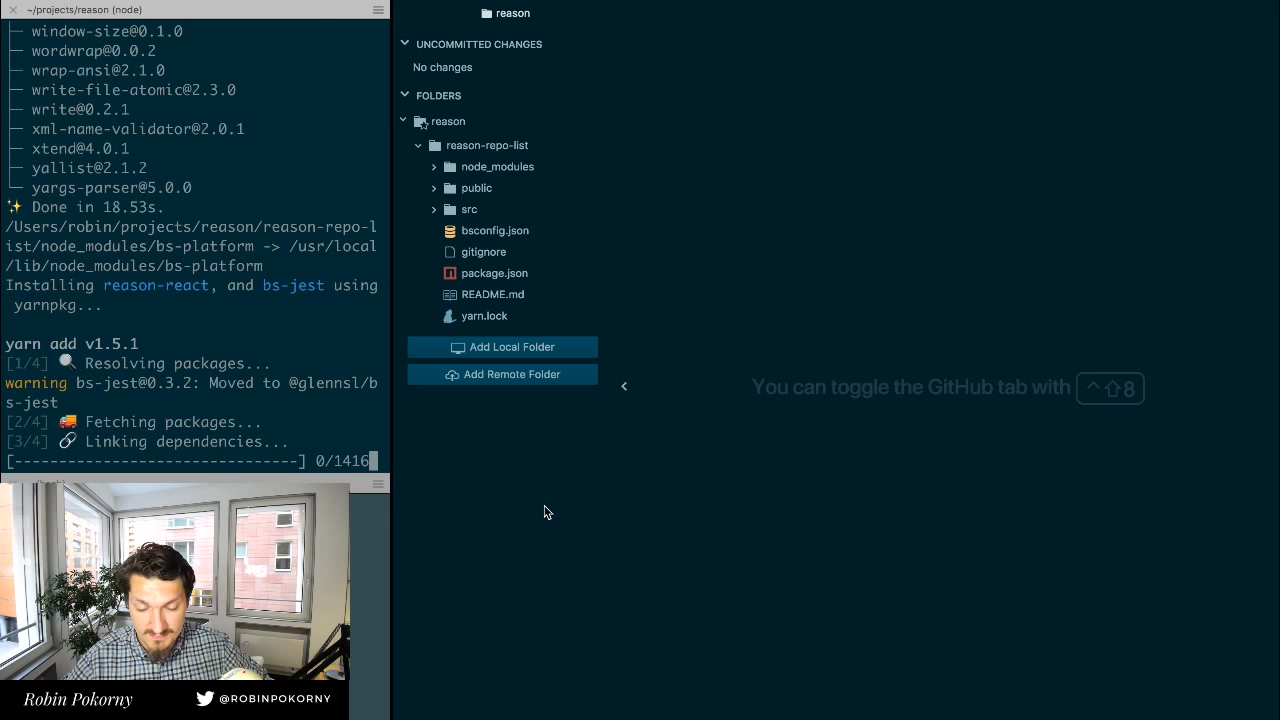 ~/projects/reason (node)
window-size@0.1.0
wordwrap@0.0.2
wrap-ansi@2.1.0
write-file-atomic@2.3.0
write@0.2.1
xml-name-validator@2.0.1
xtend@4.0.1
yallist@2.1.2
yargs-parser@5.0.0
✨ Done in 18.53s.
/Users/robin/projects/reason/reason-repo-l
ist/node_modules/bs-platform -> /usr/local
/lib/node_modules/bs-platform
Installing reason-react, and bs-jest using
yarnpkg...
yarn add v1.5.1
[1/4] 🔍 Resolving packages...
warning bs-jest@0.3.2: Moved to @glennsl/b
s-jest
[2/4] 🚚 Fetching packages...
[3/4] 🔗 Linking dependencies...
[-------------------------------] 0/1416
Robin Pokorny
@ROBINPOKORNY
reason
UNCOMMITTED CHANGES
No changes
FOLDERS
reason
reason-repo-list
node_modules
public
src
bsconfig.json
gitignore
package.json
README.md
yarn.lock
Add Local Folder
Add Remote Folder
You can toggle the GitHub tab with ⌃⇧8